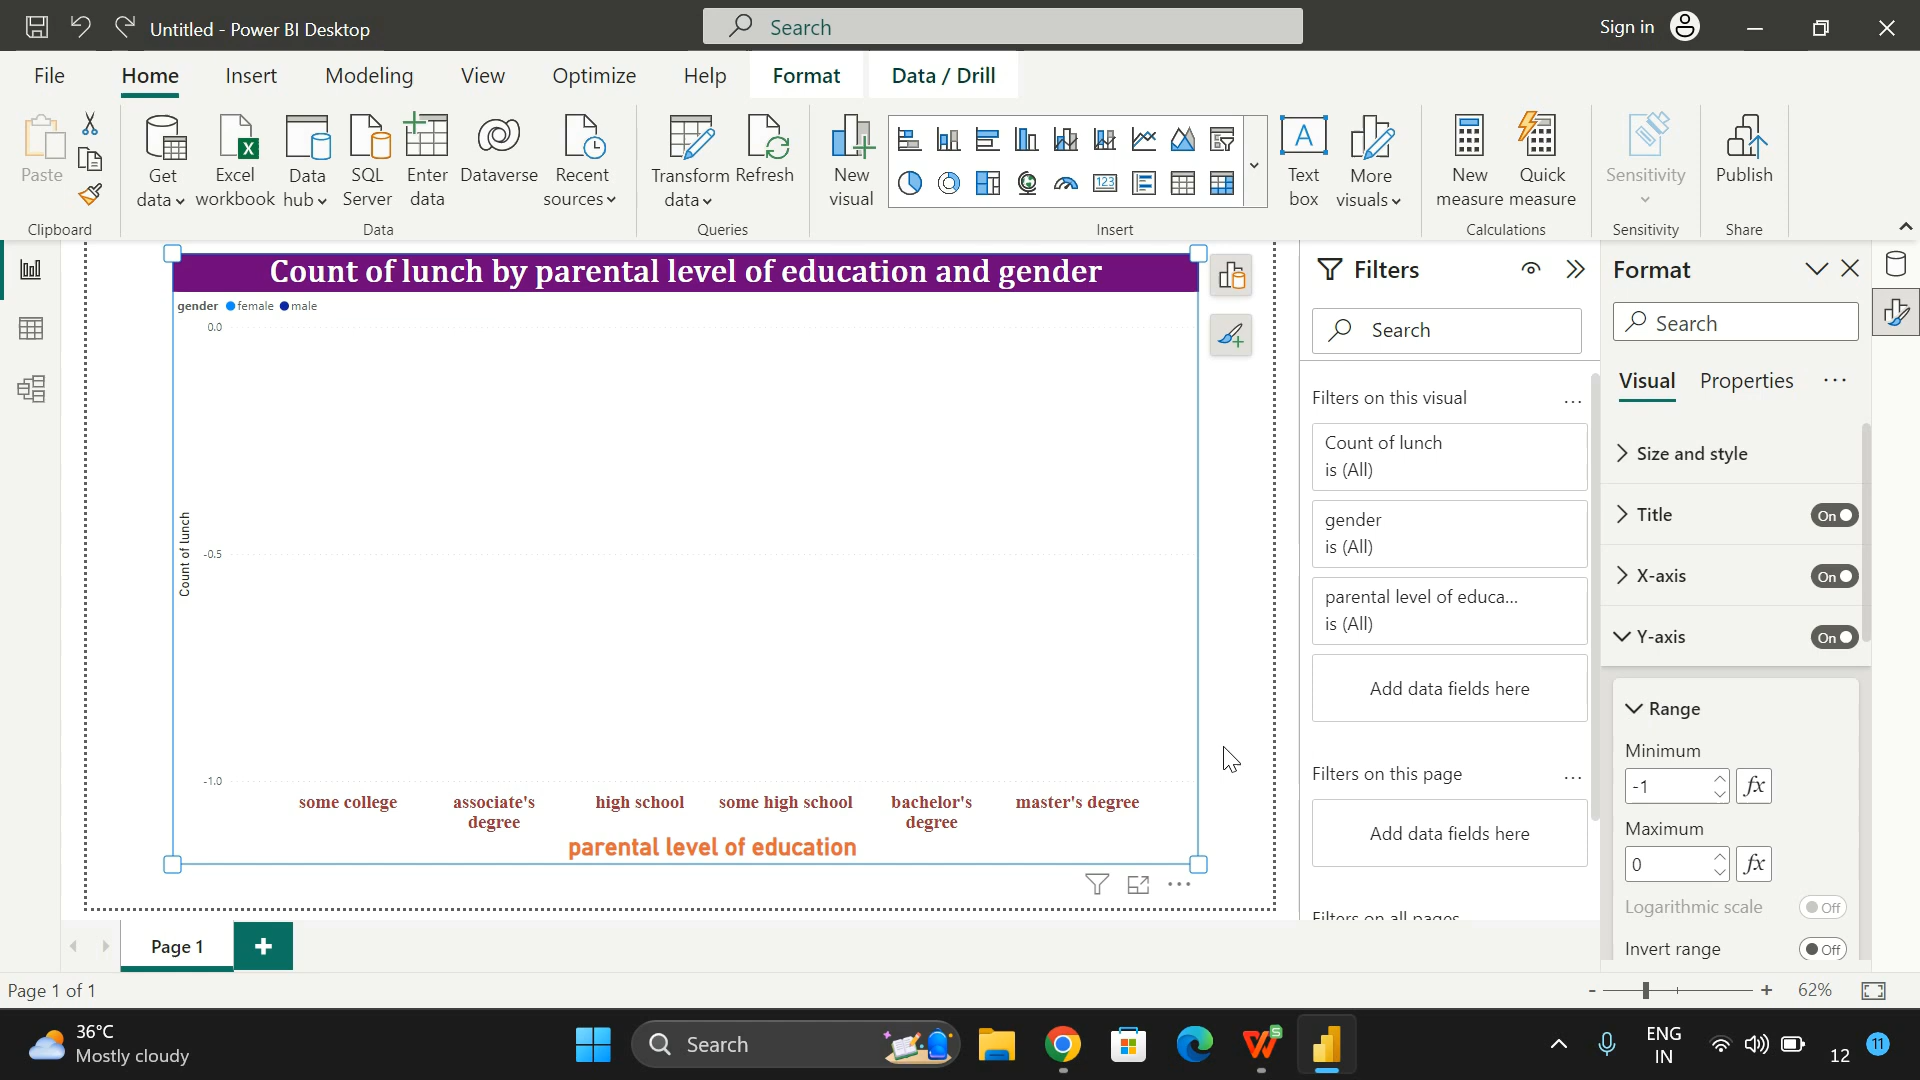 Untitled - Power BI Desktop
Search
Sign in
File
Home
Insert
Modeling
View
Optimize
Help
Format
Data / Drill
Paste
Get data
Excel workbook
Data hub
SQL Server
Enter data
Dataverse
Recent sources
Transform data
Refresh
New visual
Text box
More visuals
New measure
Quick measure
Sensitivity
Publish
Clipboard
Data
Queries
Insert
Calculations
Sensitivity
Share
Count of lunch by parental level of education and gender
gender female male
0.0
-0.5
-1.0
Count of lunch
some college
associate's degree
high school
some high school
bachelor's degree
master's degree
parental level of education
Filters
Search
Filters on this visual
Count of lunch
is (All)
gender
is (All)
parental level of educa...
is (All)
Add data fields here
Filters on this page
Add data fields here
Filters on all pages
Format
Search
Visual
Properties
Size and style
Title
On
X-axis
On
Y-axis
On
Range
Minimum
-1
fx
Maximum
0
fx
Logarithmic scale
Off
Invert range
Off
Page 1
Page 1 of 1
- + 62%
36°C
Mostly cloudy
Search
ENG
IN
12
11